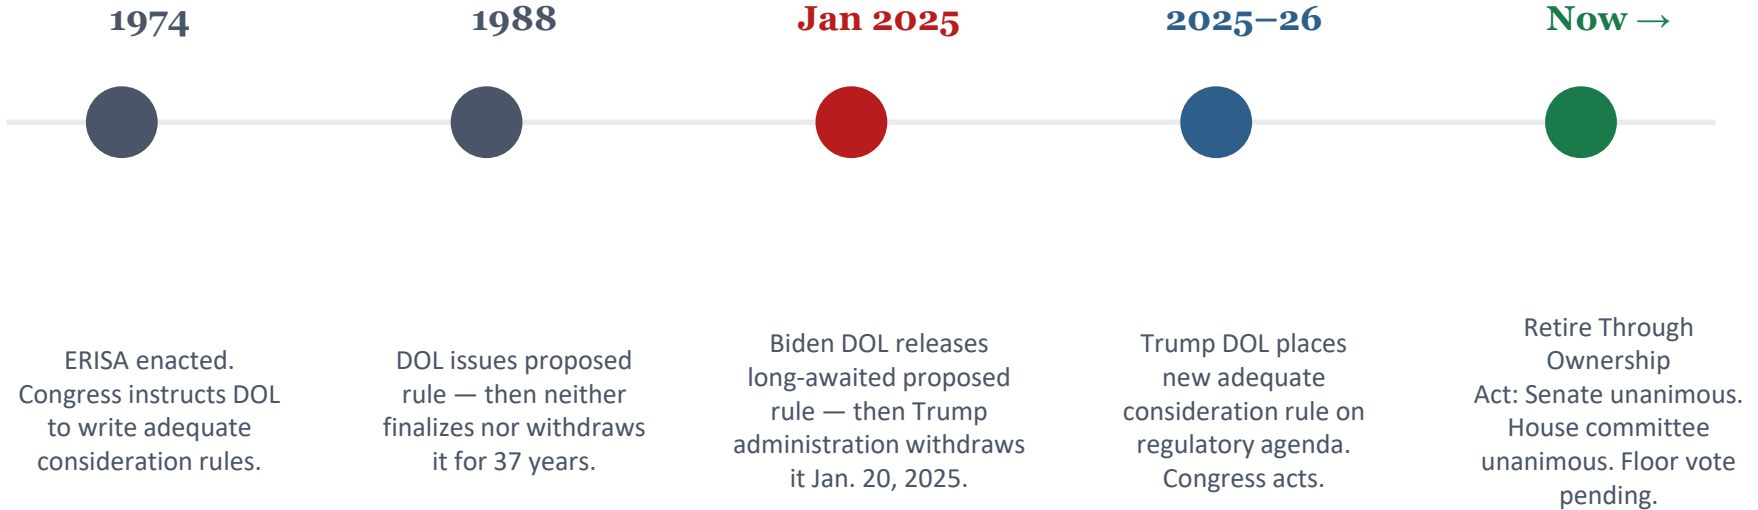 1974
ERISA enacted.
Congress instructs DOL
to write adequate
consideration rules.
1988
DOL issues proposed
rule — then neither
finalizes nor withdraws
it for 37 years.
Jan 2025
Biden DOL releases
long-awaited proposed
rule — then Trump
administration withdraws
it Jan. 20, 2025.
2025–26
Trump DOL places
new adequate
consideration rule on
regulatory agenda.
Congress acts.
Now →
Retire Through
Ownership
Act: Senate unanimous.
House committee
unanimous. Floor vote
pending.